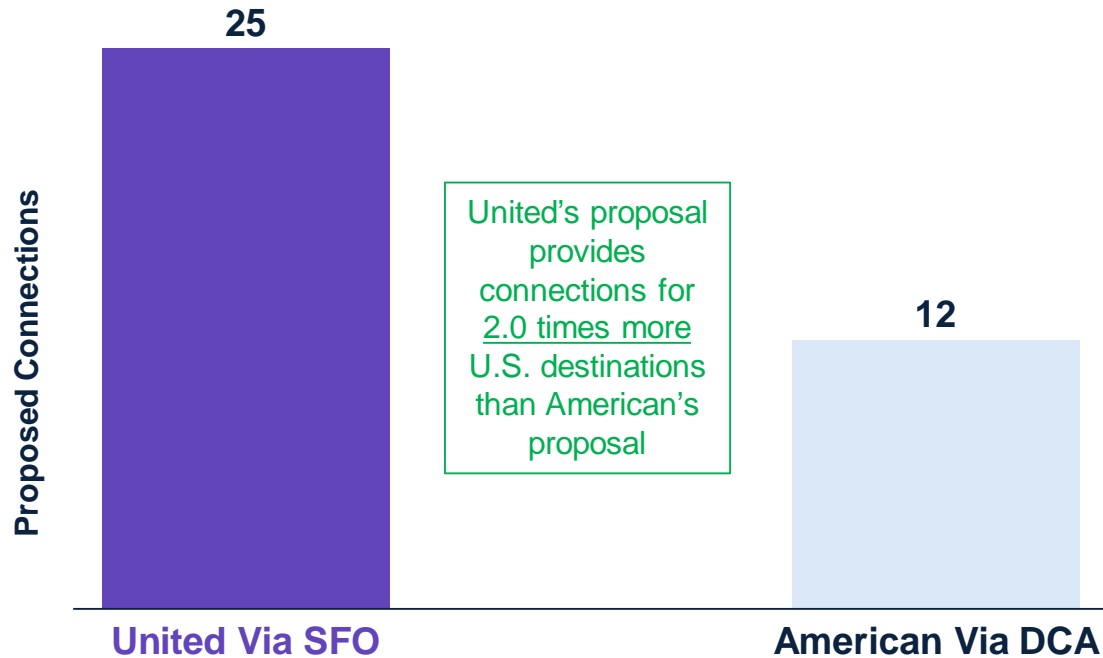 25
Proposed Connections
United's proposal
provides
connections for
2.0 times more
U.S. destinations
than American's
proposal
12
United Via SFO
American Via DCA